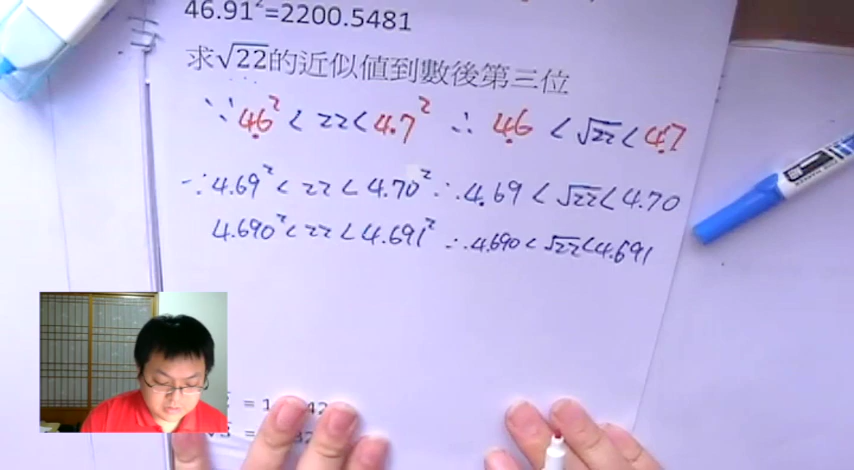 46.91²=2200.5481
求√22的近似值到數後第三位
∵ 4.6² < 22 < 4.7² ∴ 4.6 < √22 < 4.7
∵ 4.69² < 22 < 4.70² ∴ 4.69 < √22 < 4.70
4.690² < 22 < 4.691² ∴ 4.690 < √22 < 4.691